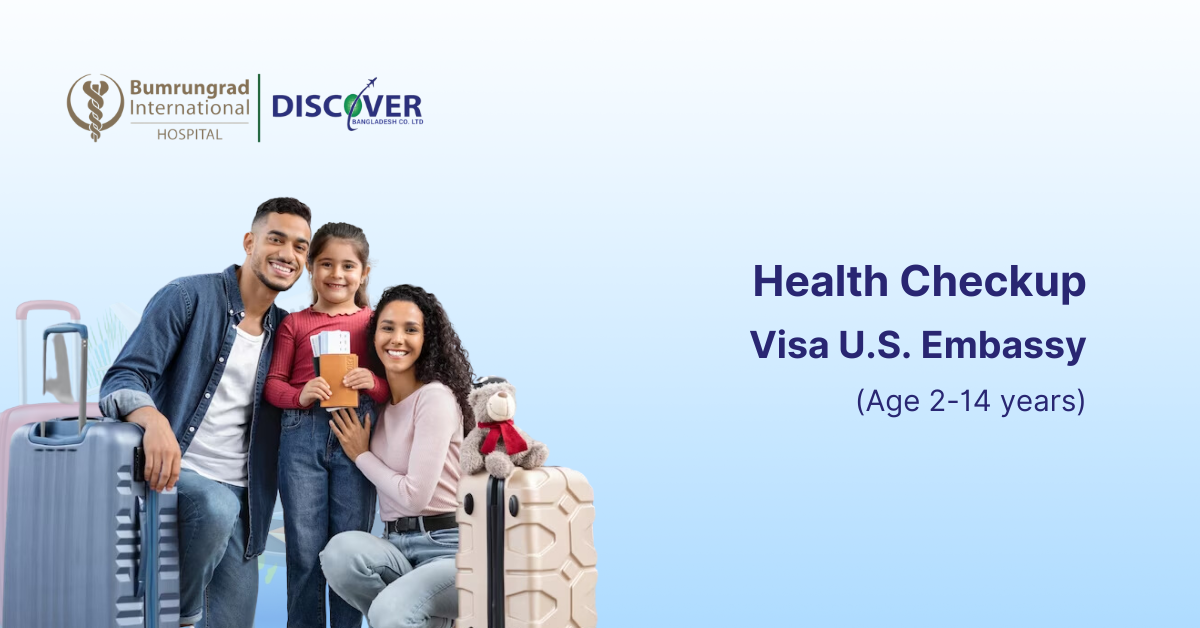 Bumrungrad
International
HOSPITAL
DISCOVER
BANGLADESH CO. LTD
Health Checkup
Visa U.S. Embassy
(Age 2-14 years)